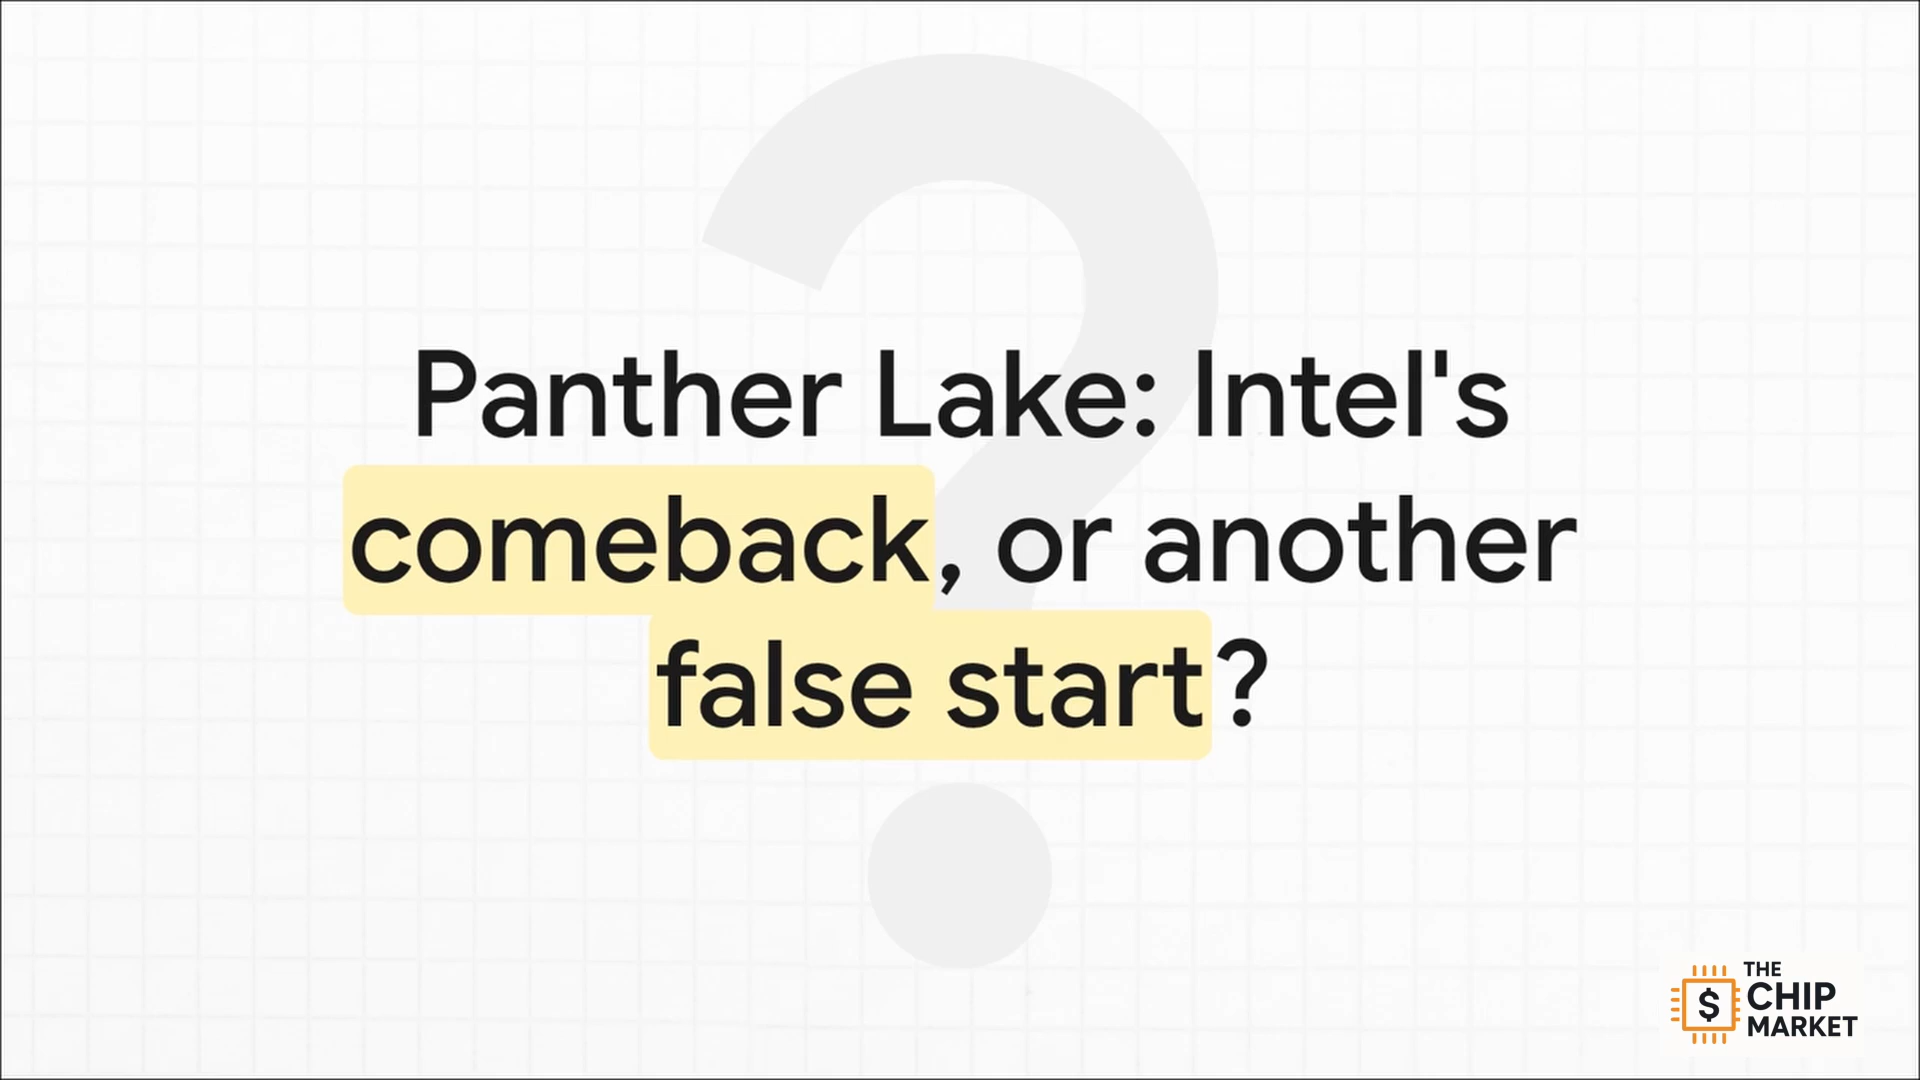 Panther Lake: Intel's
comeback, or another
false start?
THE
CHIP
MARKET
$